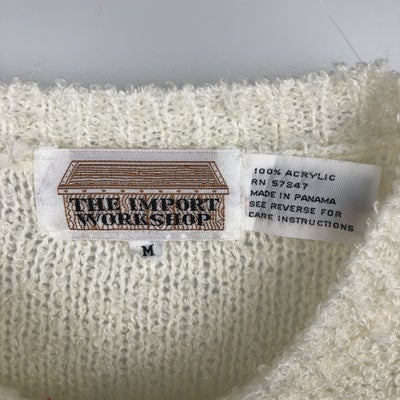 THE IMPORT
WORKSHOP
M
100% ACRYLIC
RN 57847
MADE IN PANAMA
SEE REVERSE FOR
CARE INSTRUCTIONS